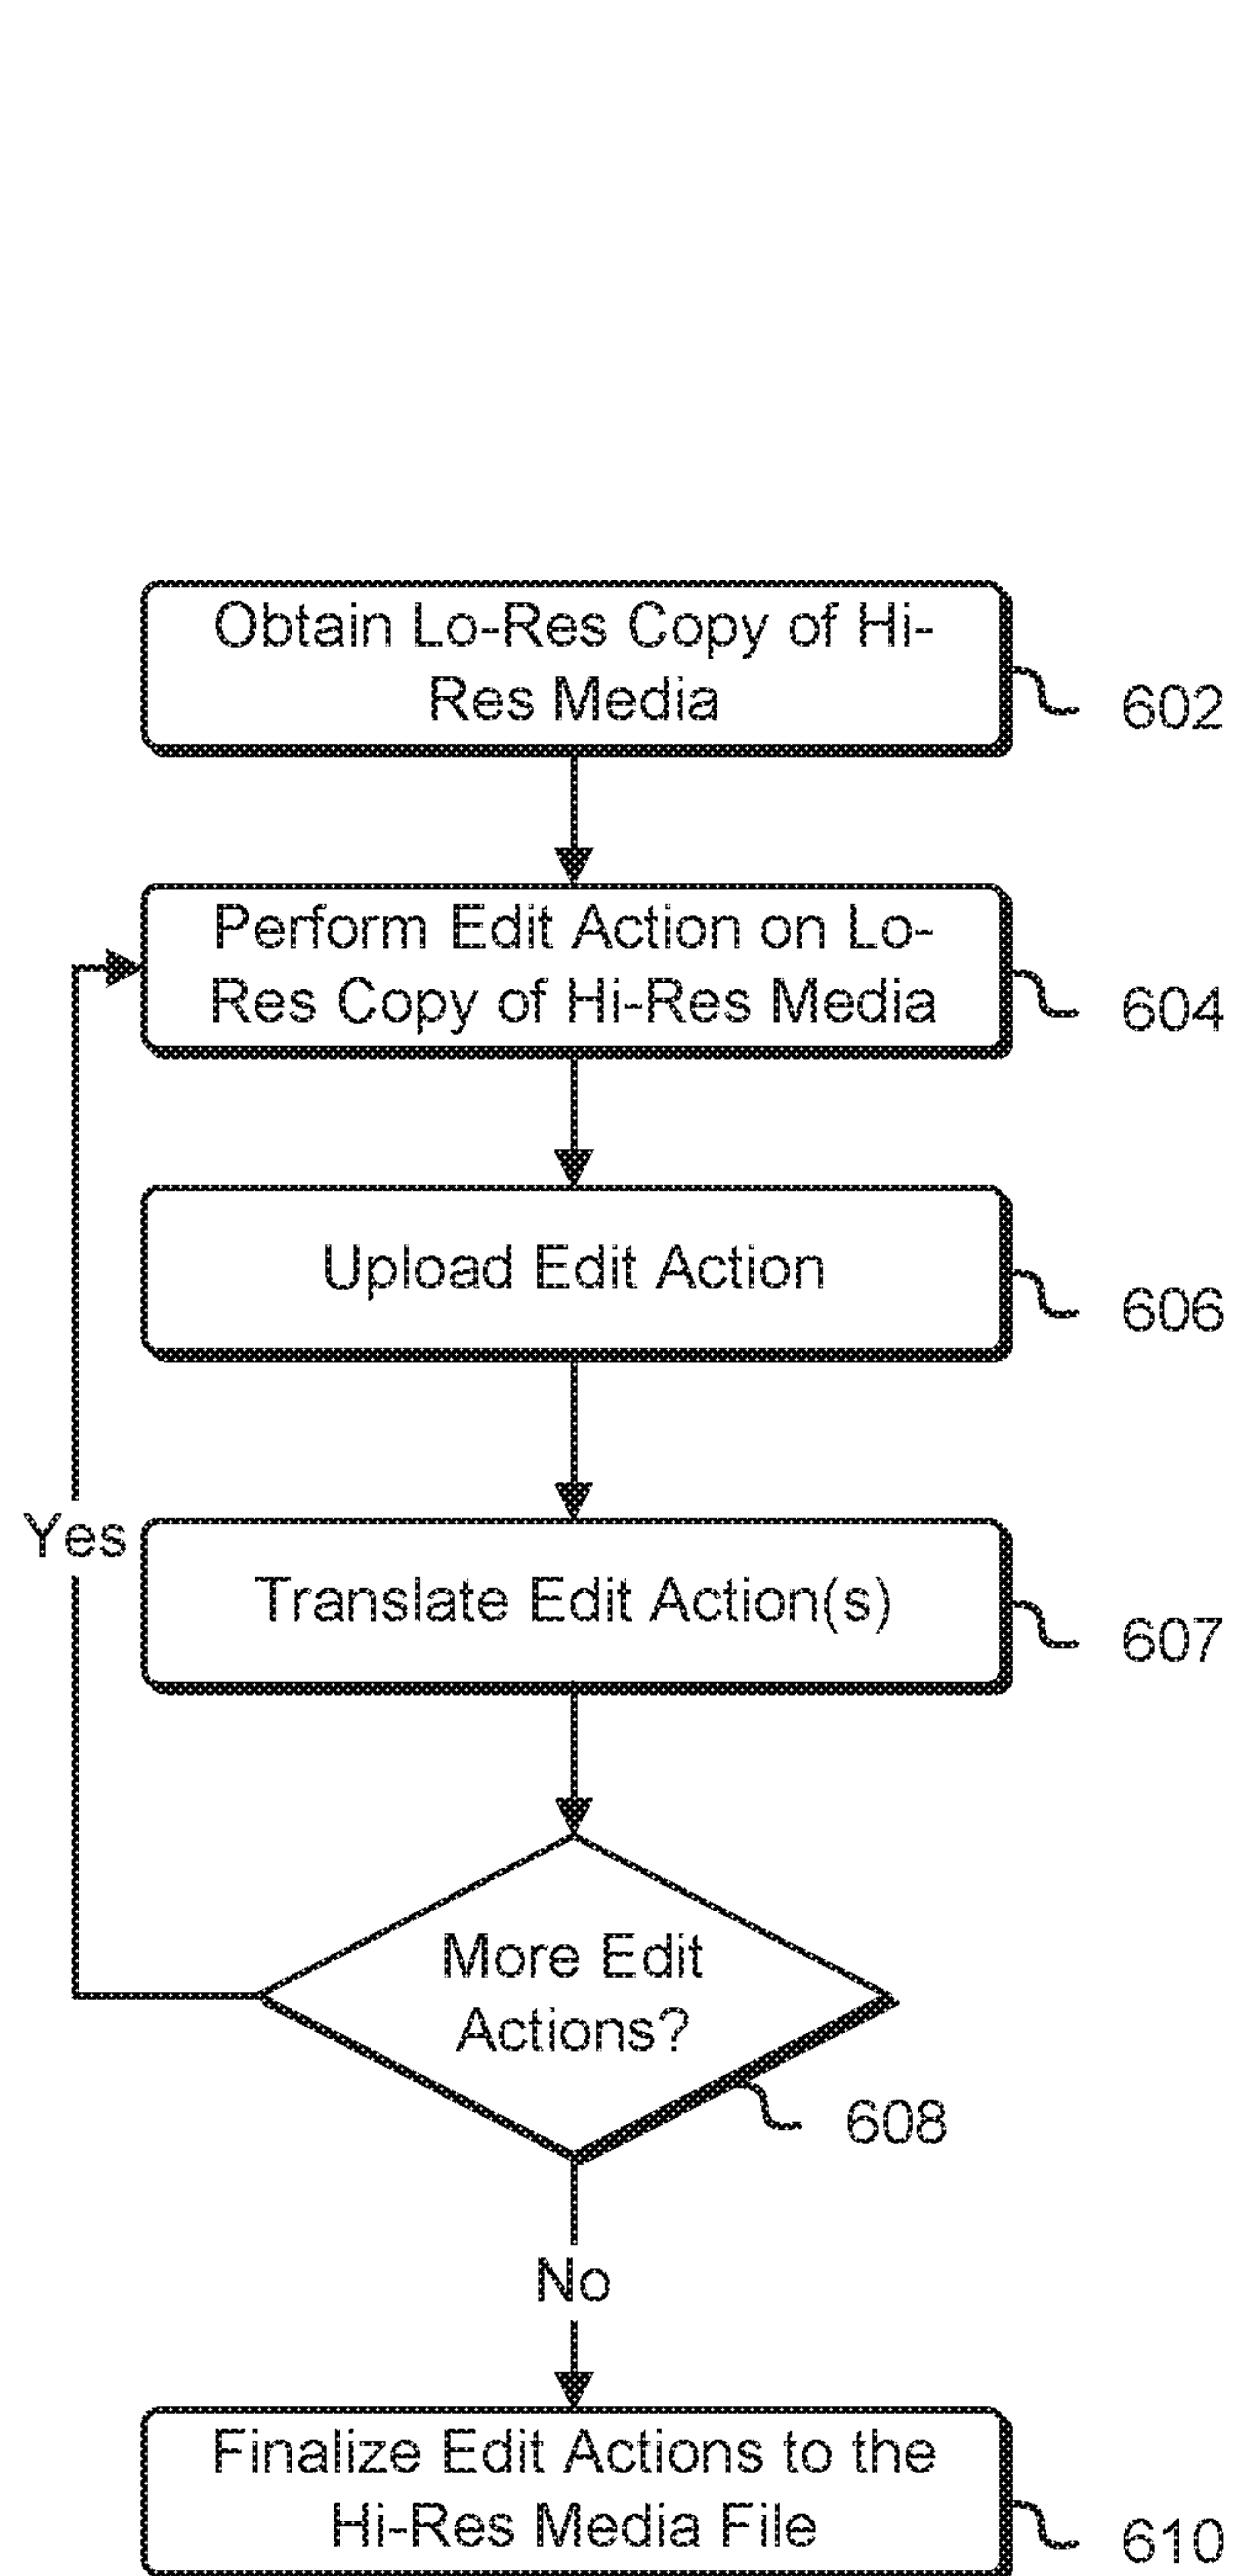 Obtain Lo-Res Copy of Hi-
Res Media
602
Perform Edit Action on Lo-
Res Copy of Hi-Res Media
604
Upload Edit Action
606
Yes
Translate Edit Action(s)
607
More Edit
Actions?
608
No
Finalize Edit Actions to the
Hi-Res Media File
610